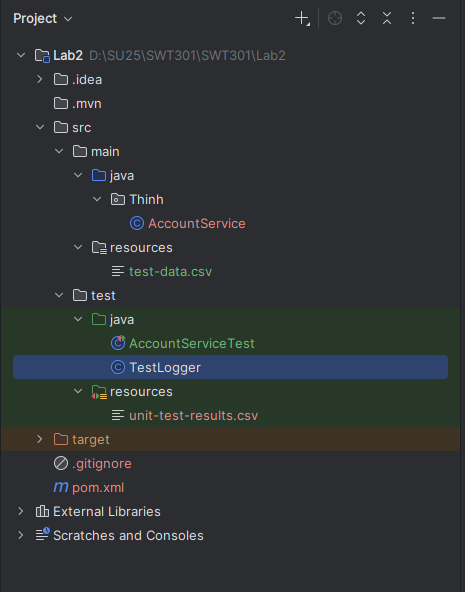 Project
Lab2 D:\SU25\SWT301\SWT301\Lab2
.idea
.mvn
src
main
java
Thinh
AccountService
resources
test-data.csv
test
java
AccountServiceTest
TestLogger
resources
unit-test-results.csv
target
.gitignore
pom.xml
External Libraries
Scratches and Consoles